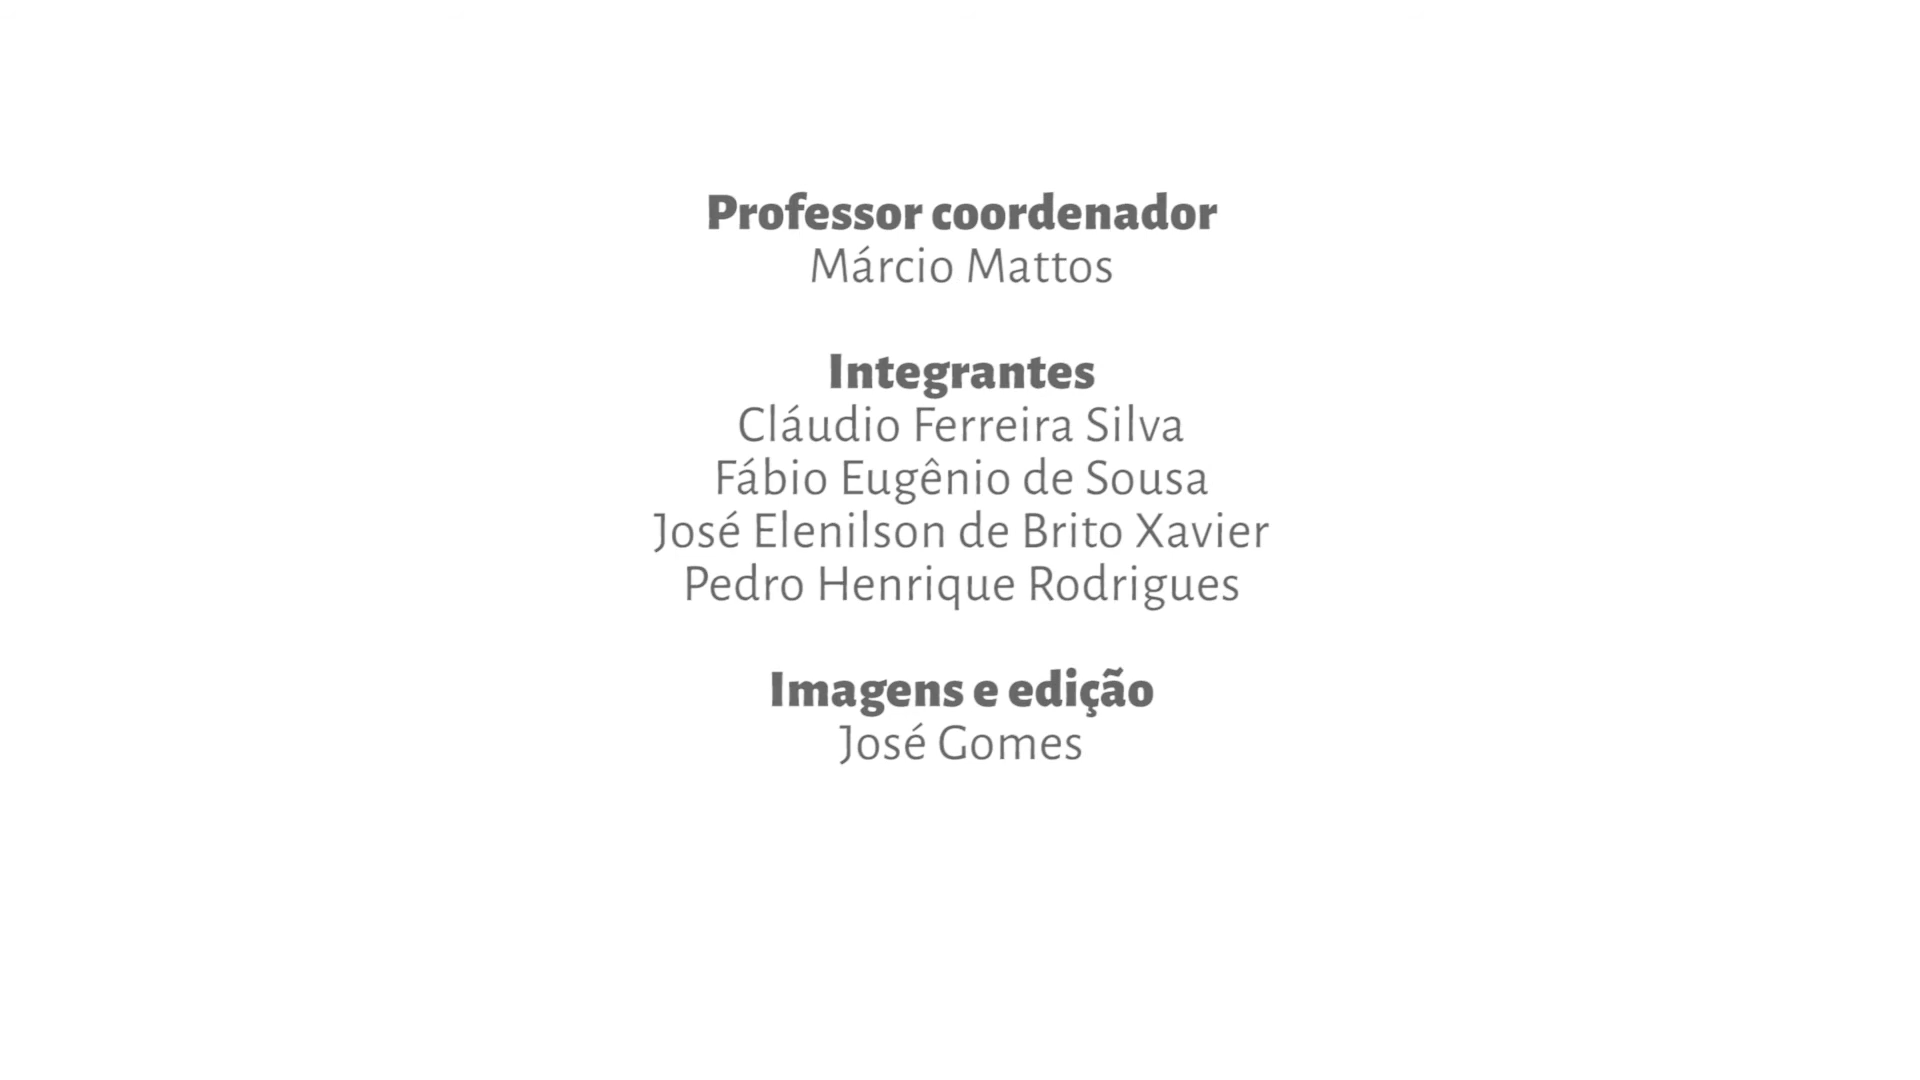 Professor coordenador
Márcio Mattos
Integrantes
Cláudio Ferreira Silva
Fábio Eugênio de Sousa
José Elenilson de Brito Xavier
Pedro Henrique Rodrigues
Imagens e edição
José Gomes